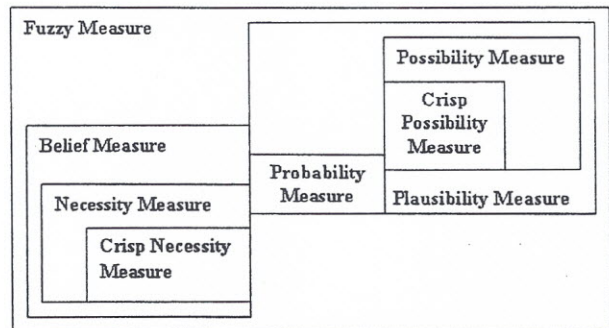 Fuzzy Measure
Possibility Measure
Crisp
Possibility
Measure
Belief Measure
Probability
Measure
Plausibility Measure
Necessity Measure
Crisp Necessity
Measure